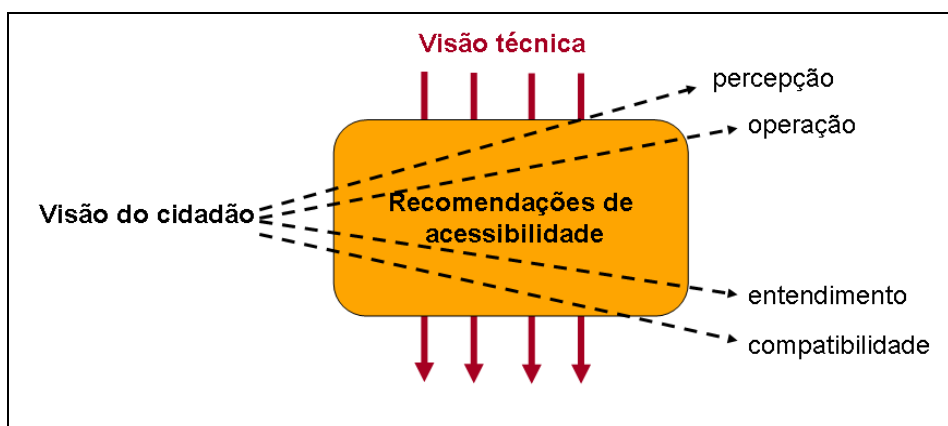 Visão técnica
percepção
operação
Visão do cidadão
Recomendações de
acessibilidade
entendimento
compatibilidade